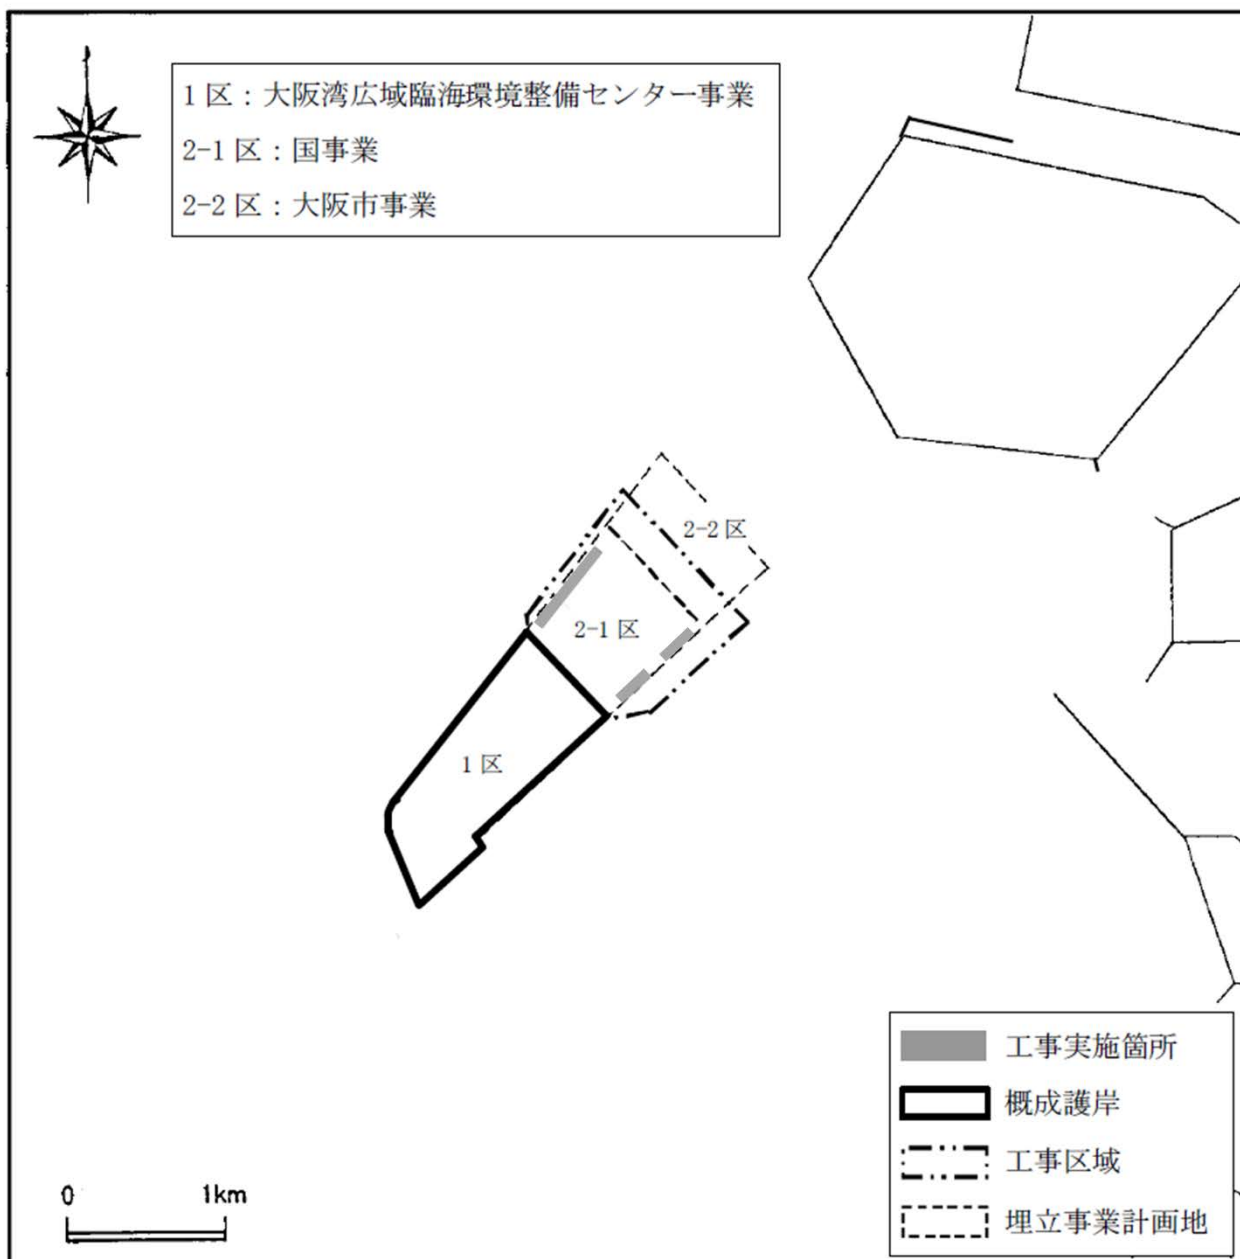 1 区：大阪湾広域臨海環境整備センター事業
2-1 区：国事業
2-2 区：大阪市事業
2-2 区
2-1 区
1 区
工事実施箇所
概成護岸
工事区域
埋立事業計画地
0 1km